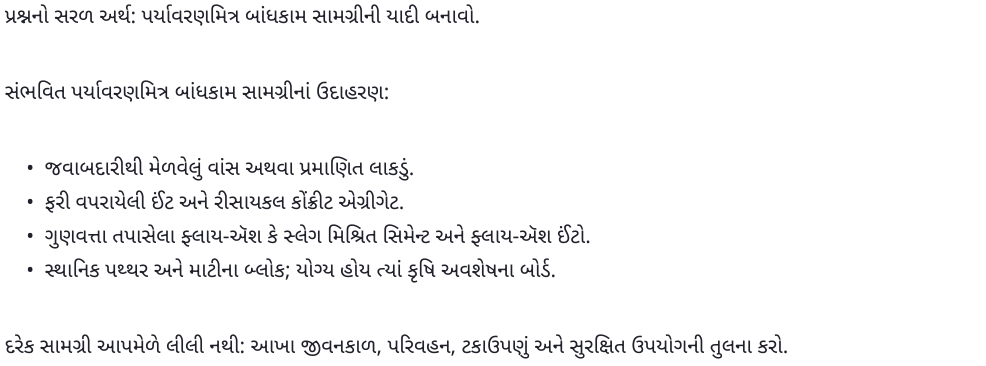 પ્રશ્નનો સરળ અર્થ: પર્યાવરણમિત્ર બાંધકામ સામગ્રીની યાદી બનાવો.
સંભવિત પર્યાવરણમિત્ર બાંધકામ સામગ્રીનાં ઉદાહરણ:
• જવાબદારીથી મેળવેલું વાંસ અથવા પ્રમાણિત લાકડું.
• ફરી વપરાયેલી ઈંટ અને રીસાયકલ કોંક્રીટ એગ્રીગેટ.
• ગુણવત્તા તપાસેલા ફ્લાય-ઍશ કે સ્લેગ મિશ્રિત સિમેન્ટ અને ફ્લાય-ઍશ ઈંટો.
• સ્થાનિક પથ્થર અને માટીના બ્લોક; યોગ્ય હોય ત્યાં કૃષિ અવશેષના બોર્ડ.
દરેક સામગ્રી આપમેળે લીલી નથી: આખા જીવનકાળ, પરિવહન, ટકાઉપણું અને સુરક્ષિત ઉપયોગની તુલના કરો.